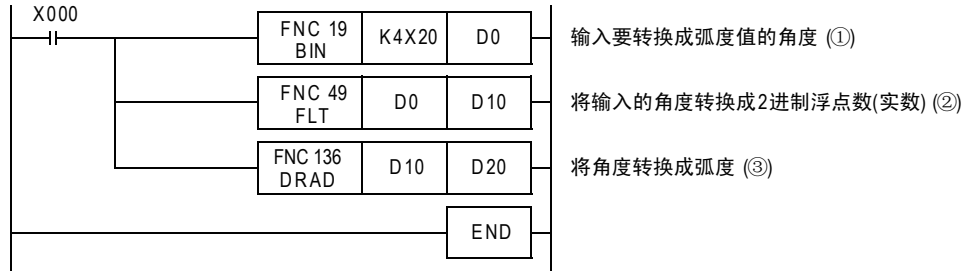 X000
FNC 19
BIN
K4X20
D0
输入要转换成弧度值的角度 (①)
FNC 49
FLT
D0
D10
将输入的角度转换成2进制浮点数(实数) (②)
FNC 136
DRAD
D10
D20
将角度转换成弧度 (③)
END